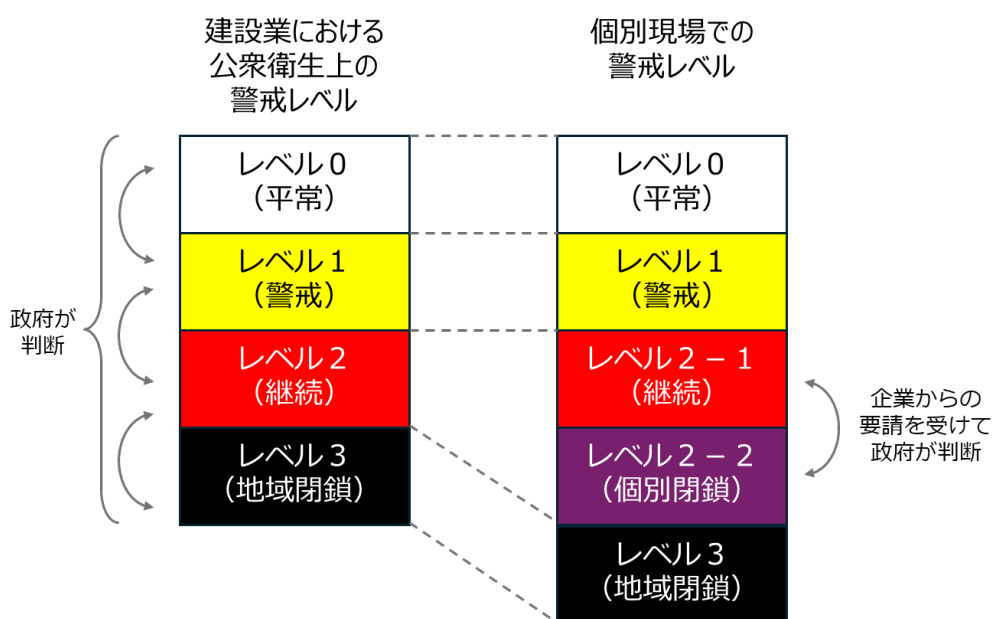 建設業における
公衆衛生上の
警戒レベル
個別現場での
警戒レベル
レベル０
（平常）
レベル１
（警戒）
レベル２
（継続）
レベル３
（地域閉鎖）
レベル０
（平常）
レベル１
（警戒）
レベル２－１
（継続）
レベル２－２
（個別閉鎖）
レベル３
（地域閉鎖）
政府が
判断
企業からの
要請を受けて
政府が判断